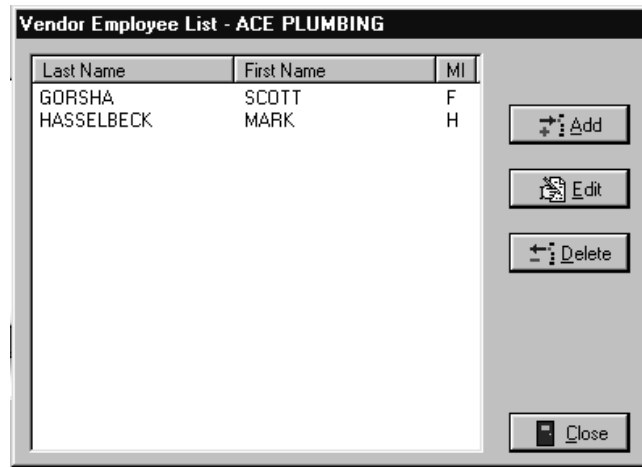 Vendor Employee List - ACE PLUMBING
Last Name First Name MI
GORSHA SCOTT F
HASSELBECK MARK H
Add
Edit
Delete
Close